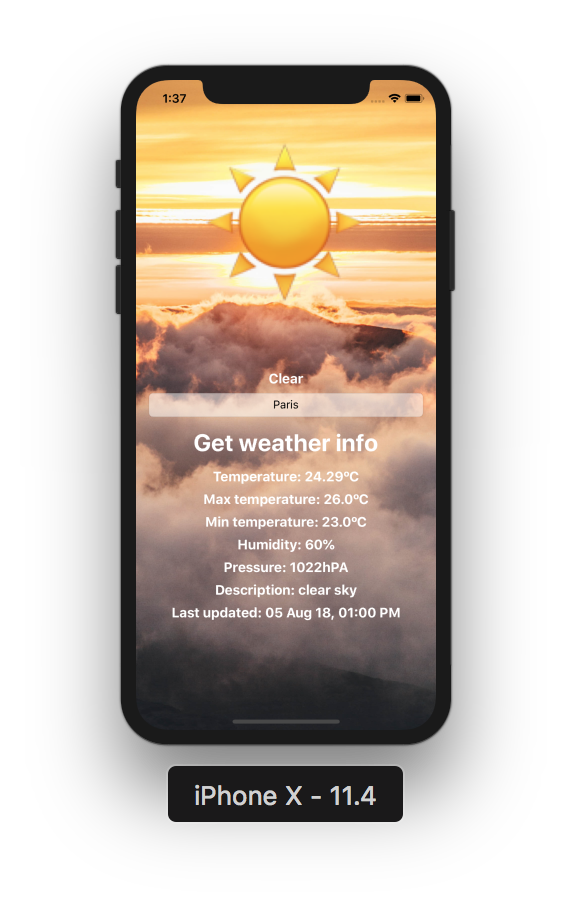 1:37
Clear
Paris
Get weather info
Temperature: 24.29ºC
Max temperature: 26.0ºC
Min temperature: 23.0ºC
Humidity: 60%
Pressure: 1022hPA
Description: clear sky
Last updated: 05 Aug 18, 01:00 PM
iPhone X - 11.4